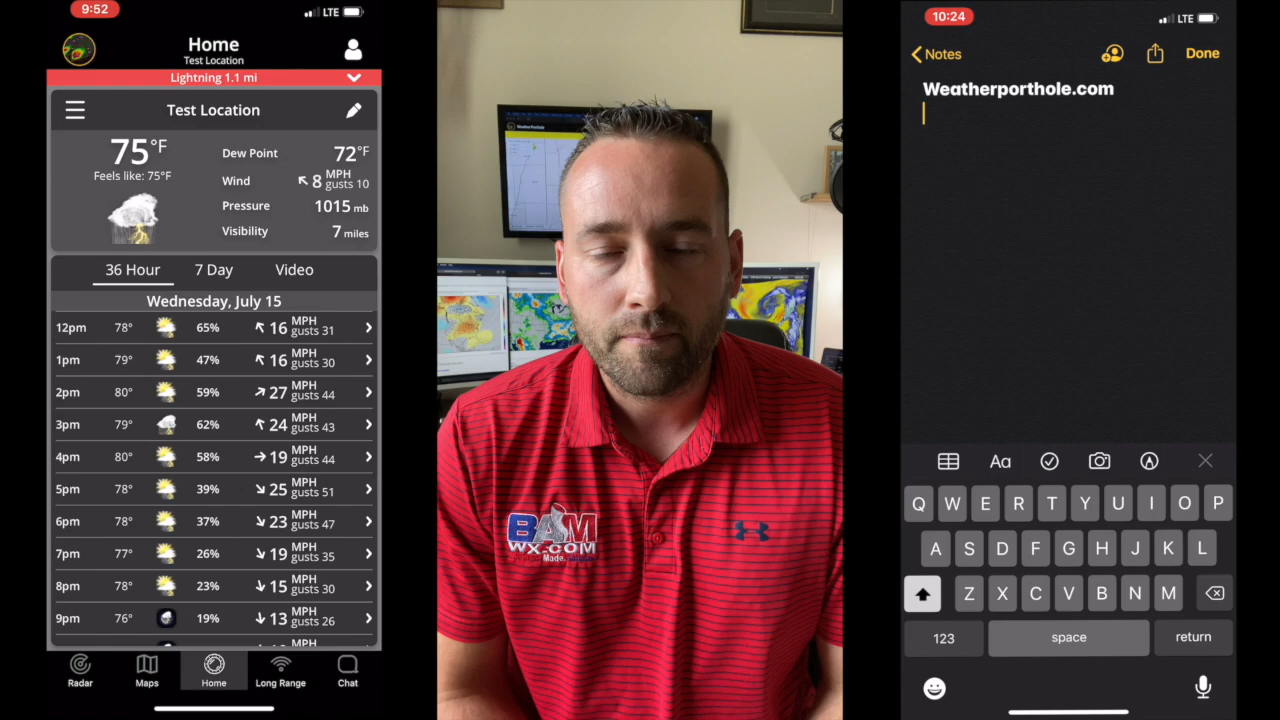 9:52
LTE
Home
Test Location
Lightning 1.1 mi
Test Location
75°F
Feels like: 75°F
Dew Point 72°F
Wind 8 MPH gusts 10
Pressure 1015 mb
Visibility 7 miles
36 Hour 7 Day Video
Wednesday, July 15
12pm 78° 65% 16 MPH gusts 31
1pm 79° 47% 16 MPH gusts 30
2pm 80° 59% 27 MPH gusts 44
3pm 79° 62% 24 MPH gusts 43
4pm 80° 58% 19 MPH gusts 44
5pm 78° 39% 25 MPH gusts 51
6pm 78° 37% 23 MPH gusts 47
7pm 77° 26% 19 MPH gusts 35
8pm 78° 23% 15 MPH gusts 30
9pm 76° 19% 13 MPH gusts 26
Radar Maps Home Long Range Chat
BAM
WX.COM
Made.
10:24
LTE
Notes
Done
Weatherporthole.com
Aa
Q W E R T Y U I O P
A S D F G H J K L
Z X C V B N M
123 space return